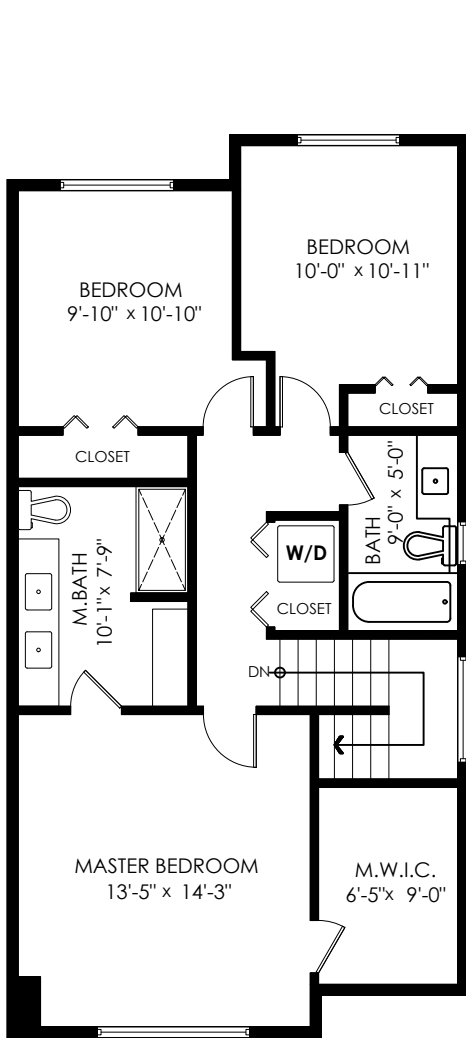 BEDROOM
10'-0" x 10'-11"
BEDROOM
9'-10" x 10'-10"
CLOSET
CLOSET
BATH
9'-0" x 5'-0"
W/D
CLOSET
M.BATH
10'-1"x 7'-9"
DN
MASTER BEDROOM
13'-5" x 14'-3"
M.W.I.C.
6'-5"x 9'-0"